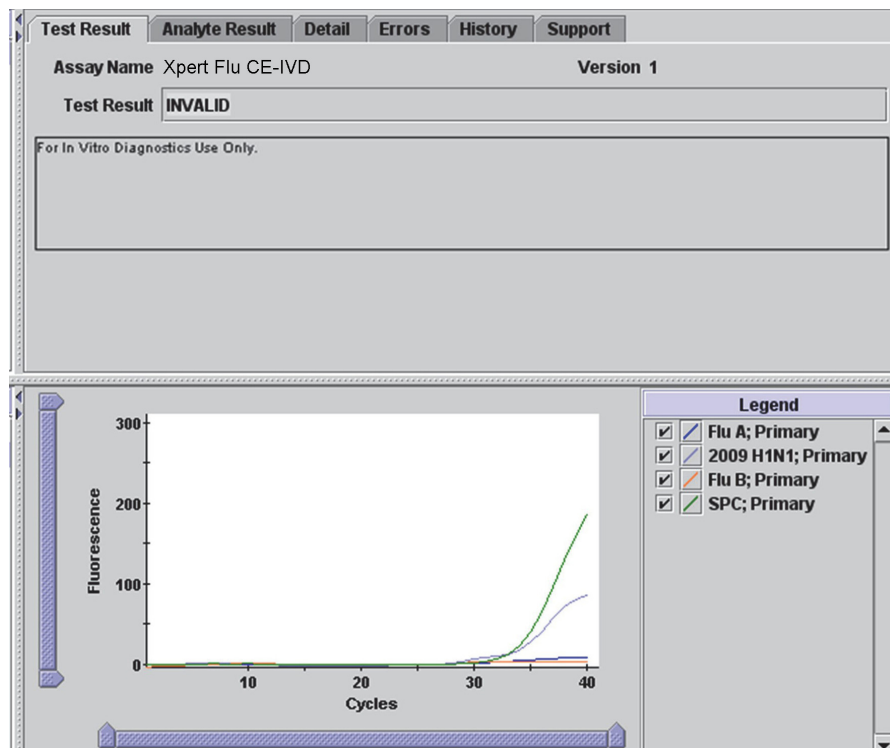 Test Result Analyte Result Detail Errors History Support
Assay Name Xpert Flu CE-IVD Version 1
Test Result INVALID
For In Vitro Diagnostics Use Only.
Legend
Flu A; Primary
2009 H1N1; Primary
Flu B; Primary
SPC; Primary
Fluorescence
300
200
100
0
10 20 30 40
Cycles